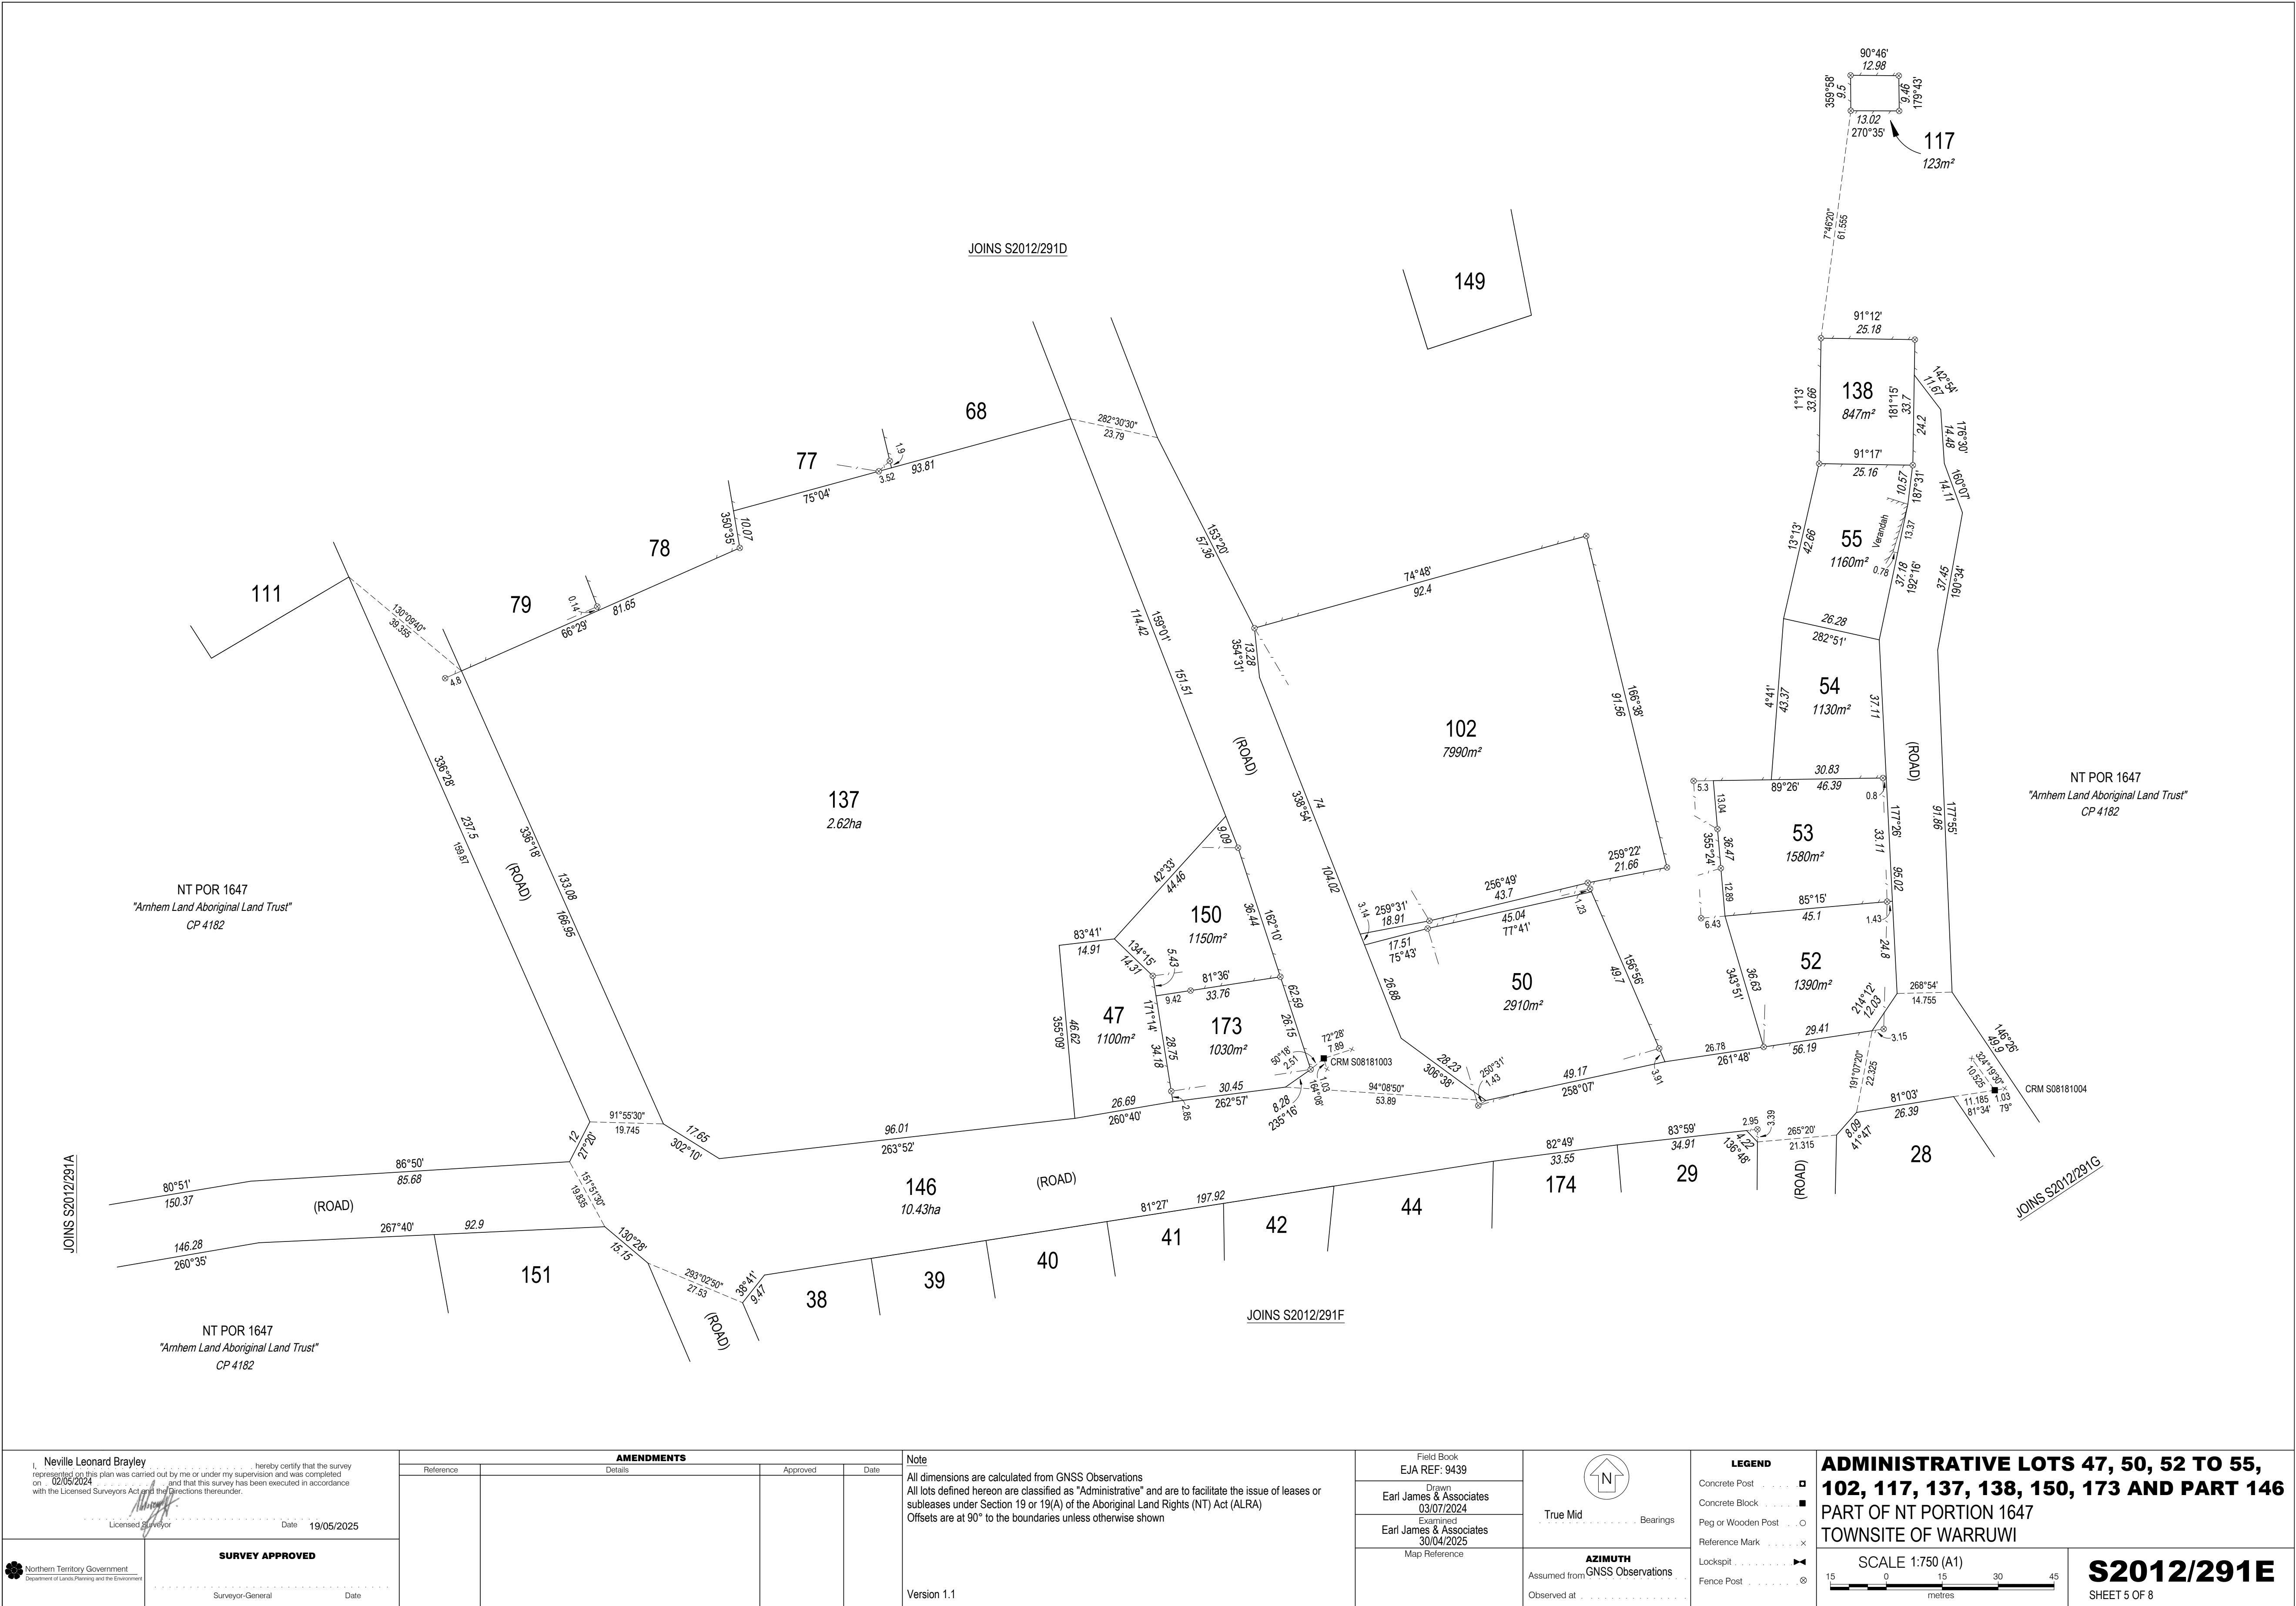 90°46'
12.98
359°58'
9.5
9.46
179°43'
13.02
270°35'
117
123m²
7°46'20"
61.555
JOINS S2012/291D
149
91°12'
25.18
138
847m²
1°13'
33.66
181°15'
33.7
24.2
142°54'
11.67
176°30'
14.48
160°07'
14.11
91°17'
25.16
10.57
187°31'
68
282°30'30"
23.79
77
1.9
3.52
93.81
75°04'
350°35'
10.07
78
79
0.14
81.65
66°29'
111
130°09'40"
39.355
4.8
153°20'
57.36
74°48'
92.4
13°13'
42.66
55
1160m²
Verandah
13.37
0.78
37.18
192°16'
37.45
190°34'
26.28
282°51'
159°01'
114.42
151.51
13.28
354°31'
166°38'
91.56
54
1130m²
4°41'
43.37
37.11
102
7990m²
(ROAD)
(ROAD)
336°28'
237.5
159.87
336°18'
133.08
166.95
(ROAD)
137
2.62ha
74
338°54'
104.02
30.83
89°26'
46.39
5.3
13.04
0.8
53
1580m²
355°24'
36.47
12.89
177°26'
33.11
95.02
177°55'
91.86
NT POR 1647
"Arnhem Land Aboriginal Land Trust"
CP 4182
NT POR 1647
"Arnhem Land Aboriginal Land Trust"
CP 4182
9.09
42°33'
44.46
259°22'
21.66
256°49'
43.7
259°31'
18.91
3.14
45.04
77°41'
1.23
17.51
75°43'
150
1150m²
36.44
162°10'
83°41'
14.91
134°15'
14.31
5.43
81°36'
33.76
9.42
85°15'
45.1
6.43
1.43
24.8
52
1390m²
343°51'
36.63
26.88
50
2910m²
156°56'
49.7
62.59
26.15
47
1100m²
355°09'
46.62
171°14'
28.75
34.18
173
1030m²
50°18'
2.51
72°28'
7.89
CRM S08181003
1.03
164°08'
214°12'
12.03
268°54'
14.755
29.41
56.19
3.15
26.78
261°48'
3.91
49.17
258°07'
28.23
306°38'
250°31'
1.43
94°08'50"
53.89
30.45
262°57'
8.28
235°16'
2.85
26.69
260°40'
146°26'
49.9
324°19'30"
10.525
CRM S08181004
11.185
81°34'
1.03
79°
191°07'20"
22.325
81°03'
26.39
8.09
41°47'
28
265°20'
21.315
2.95
3.39
4.22
136°48'
83°59'
34.91
29
82°49'
33.55
174
(ROAD)
JOINS S2012/291G
91°55'30"
19.745
17.65
302°10'
96.01
263°52'
12
27°20'
86°50'
85.68
80°51'
150.37
(ROAD)
151°51'30"
19.835
146
10.43ha
(ROAD)
81°27'
197.92
44
42
41
40
39
38
267°40'
92.9
146.28
260°35'
130°28'
15.15
293°02'50"
27.53
38°41'
9.47
151
(ROAD)
JOINS S2012/291A
JOINS S2012/291F
NT POR 1647
"Arnhem Land Aboriginal Land Trust"
CP 4182
I, Neville Leonard Brayley hereby certify that the survey
represented on this plan was carried out by me or under my supervision and was completed
on 02/05/2024 and that this survey has been executed in accordance
with the Licensed Surveyors Act and the Directions thereunder.
Licensed Surveyor Date 19/05/2025
Northern Territory Government
Department of Lands,Planning and the Environment
SURVEY APPROVED
Surveyor-General Date
AMENDMENTS
Reference Details Approved Date
Note
All dimensions are calculated from GNSS Observations
All lots defined hereon are classified as "Administrative" and are to facilitate the issue of leases or
subleases under Section 19 or 19(A) of the Aboriginal Land Rights (NT) Act (ALRA)
Offsets are at 90° to the boundaries unless otherwise shown
Version 1.1
Field Book
EJA REF: 9439
Drawn
Earl James & Associates
03/07/2024
Examined
Earl James & Associates
30/04/2025
Map Reference
N
True Mid Bearings
AZIMUTH
Assumed from GNSS Observations
Observed at
LEGEND
Concrete Post
Concrete Block
Peg or Wooden Post
Reference Mark
Lockspit
Fence Post
ADMINISTRATIVE LOTS 47, 50, 52 TO 55,
102, 117, 137, 138, 150, 173 AND PART 146
PART OF NT PORTION 1647
TOWNSITE OF WARRUWI
SCALE 1:750 (A1)
15 0 15 30 45
metres
S2012/291E
SHEET 5 OF 8